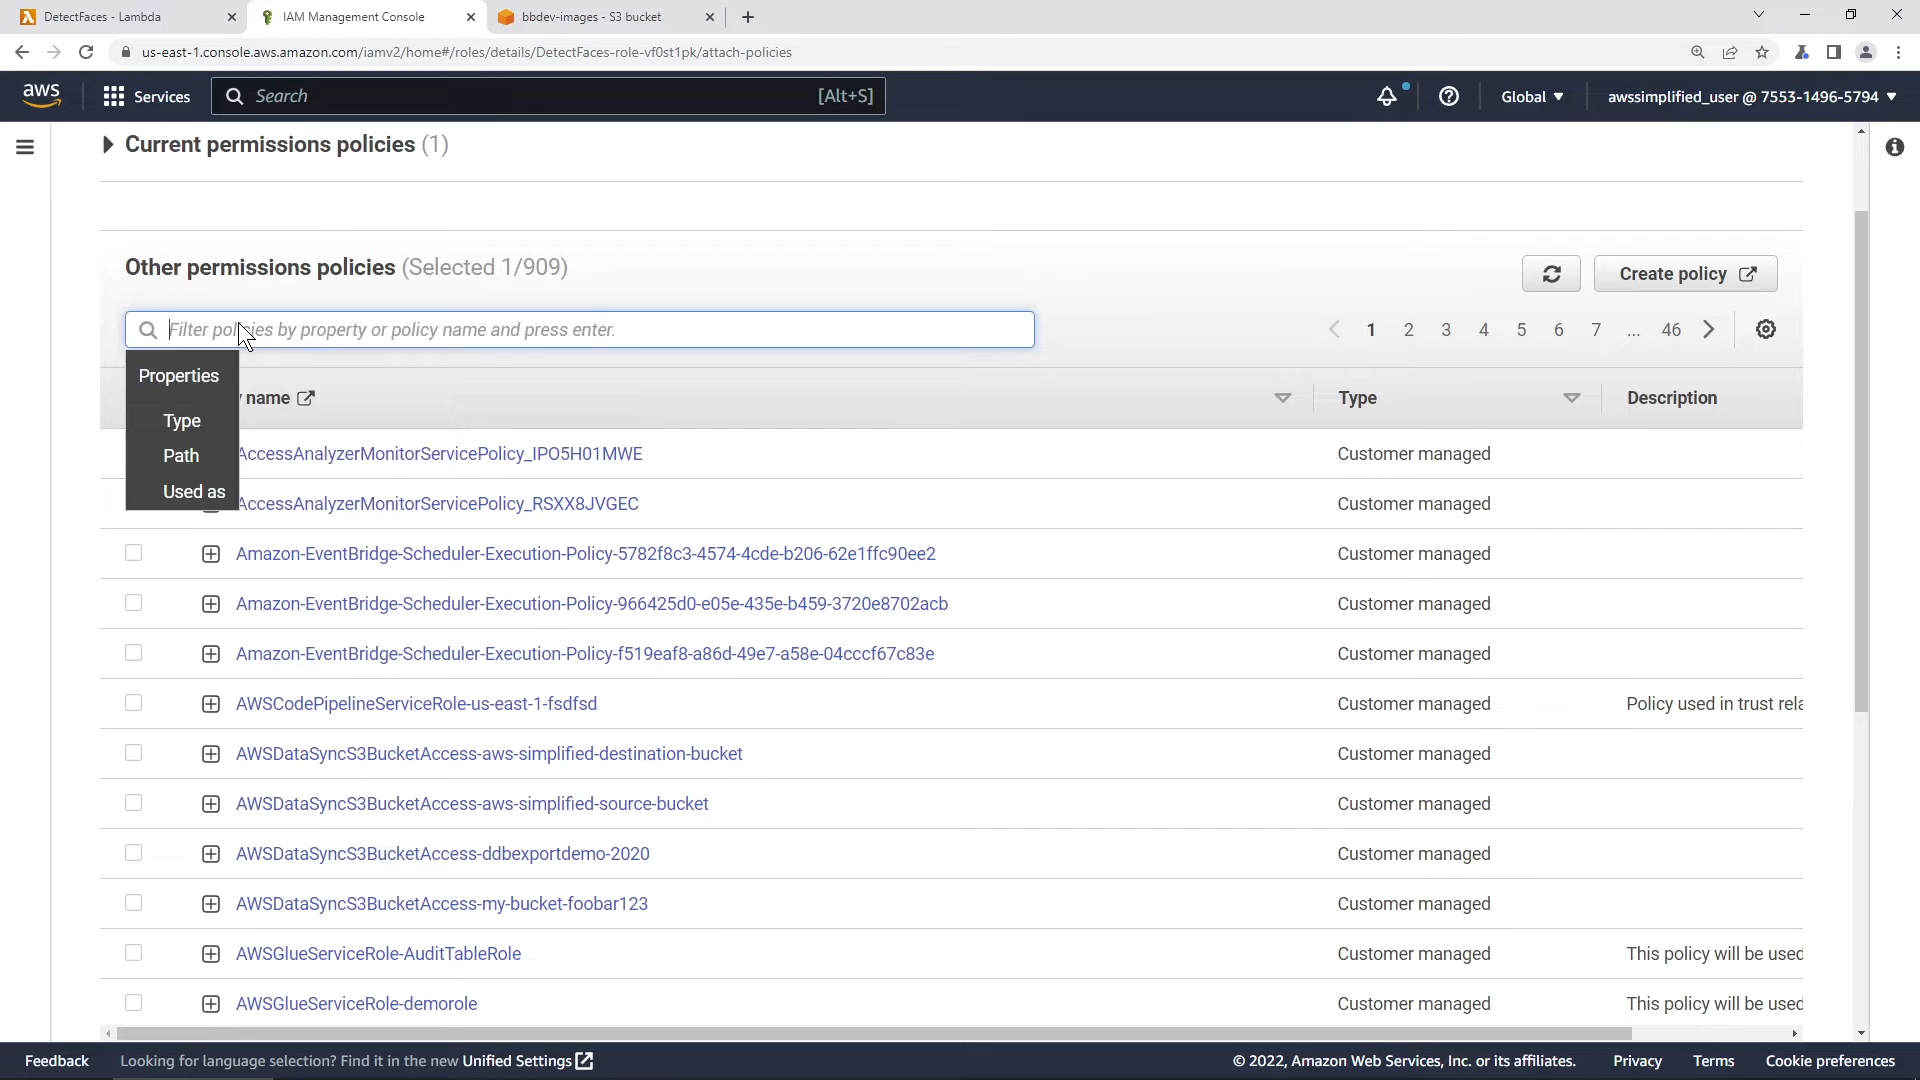 DetectFaces - Lambda
IAM Management Console
bbdev-images - S3 bucket
us-east-1.console.aws.amazon.com/iamv2/home#/roles/details/DetectFaces-role-vf0st1pk/attach-policies
aws
Services
Search
[Alt+S]
Global
awssimplified_user @ 7553-1496-5794
Current permissions policies (1)
Other permissions policies (Selected 1/909)
Create policy
Filter policies by property or policy name and press enter.
1 2 3 4 5 6 7 ... 46
Properties
Type
Path
Used as
name
Type
Description
AccessAnalyzerMonitorServicePolicy_IPO5H01MWE
Customer managed
AccessAnalyzerMonitorServicePolicy_RSXX8JVGEC
Customer managed
Amazon-EventBridge-Scheduler-Execution-Policy-5782f8c3-4574-4cde-b206-62e1ffc90ee2
Customer managed
Amazon-EventBridge-Scheduler-Execution-Policy-966425d0-e05e-435e-b459-3720e8702acb
Customer managed
Amazon-EventBridge-Scheduler-Execution-Policy-f519eaf8-a86d-49e7-a58e-04cccf67c83e
Customer managed
AWSCodePipelineServiceRole-us-east-1-fsdfsd
Customer managed
Policy used in trust rela
AWSDataSyncS3BucketAccess-aws-simplified-destination-bucket
Customer managed
AWSDataSyncS3BucketAccess-aws-simplified-source-bucket
Customer managed
AWSDataSyncS3BucketAccess-ddbexportdemo-2020
Customer managed
AWSDataSyncS3BucketAccess-my-bucket-foobar123
Customer managed
AWSGlueServiceRole-AuditTableRole
Customer managed
This policy will be used
AWSGlueServiceRole-demorole
Customer managed
This policy will be used
Feedback
Looking for language selection? Find it in the new Unified Settings
© 2022, Amazon Web Services, Inc. or its affiliates.
Privacy
Terms
Cookie preferences